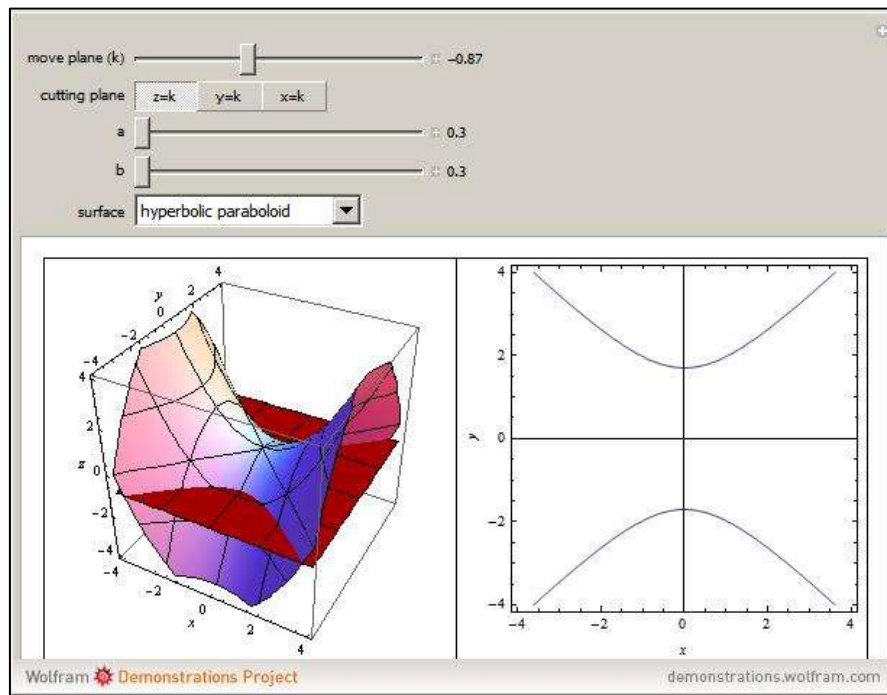 move plane (k) -0.87
cutting plane z=k y=k x=k
a 0.3
b 0.3
surface hyperbolic paraboloid
4
2
y
0
-2
-4
4
2
z 0
-2
-4
-4
-2
0
x
2
4
4
2
y
0
-2
-4
-4 -2 0 2 4
x
Wolfram Demonstrations Project demonstrations.wolfram.com